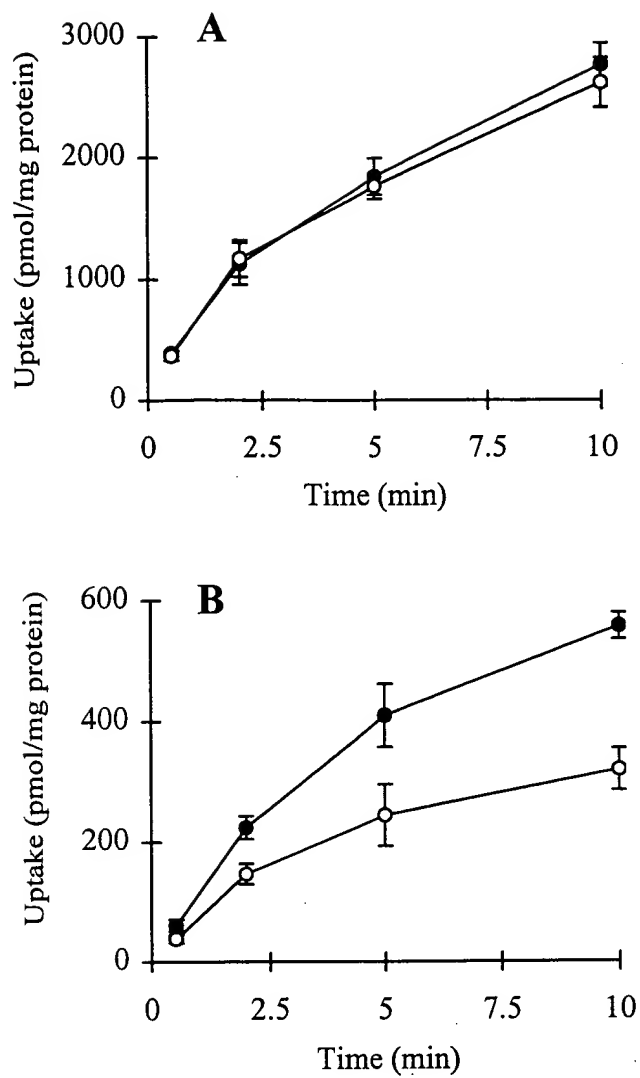 A
3000
2000
1000
0
Uptake (pmol/mg protein)
0 2.5 5 7.5 10
Time (min)
B
600
400
200
0
Uptake (pmol/mg protein)
0 2.5 5 7.5 10
Time (min)